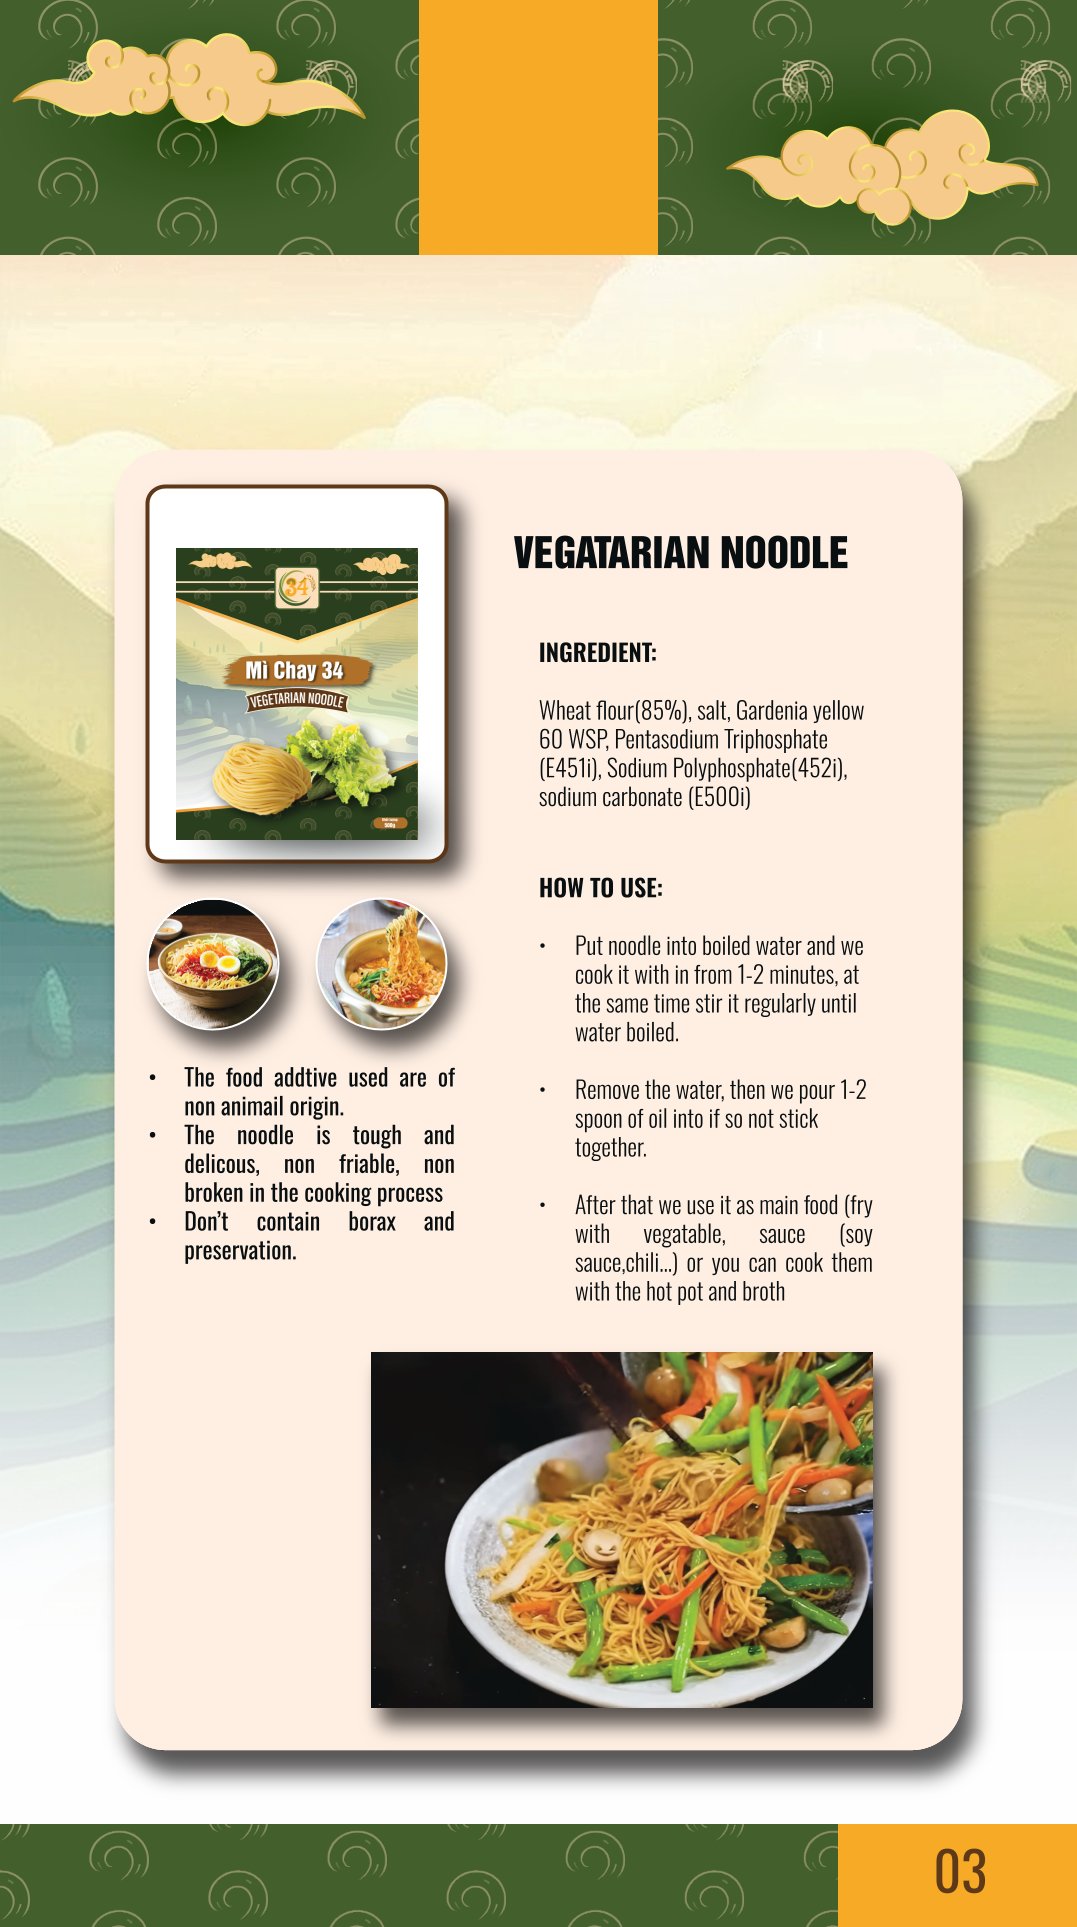 34
Mì Chay 34
VEGETARIAN NOODLE
500g
The food addtive used are of
non animail origin.
The noodle is tough and
delicous, non friable, non
broken in the cooking process
Don't contain borax and
preservation.
VEGATARIAN NOODLE
INGREDIENT:
Wheat flour(85%), salt, Gardenia yellow
60 WSP, Pentasodium Triphosphate
(E451i), Sodium Polyphosphate(452i),
sodium carbonate (E500i)
HOW TO USE:
• Put noodle into boiled water and we
cook it with in from 1-2 minutes, at
the same time stir it regularly until
water boiled.
• Remove the water, then we pour 1-2
spoon of oil into if so not stick
together.
• After that we use it as main food (fry
with vegatable, sauce (soy
sauce,chili...) or you can cook them
with the hot pot and broth
03